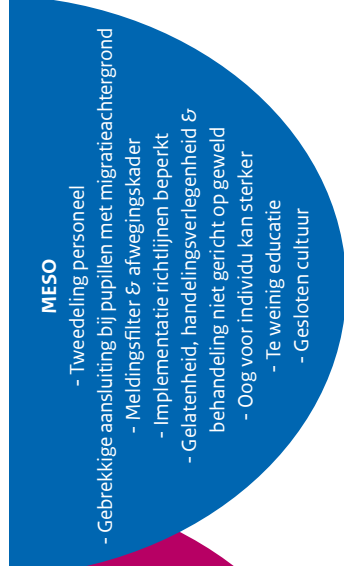 MESO
- Tweedeling personeel
- Gebrekkige aansluiting bij pupillen met migratieachtergrond
- Meldingsfilter & afwegingskader
- Implementatie richtlijnen beperkt
- Gelatenheid, handelingsverlegenheid &
behandeling niet gericht op geweld
- Oog voor individu kan sterker
- Te weinig educatie
- Gesloten cultuur